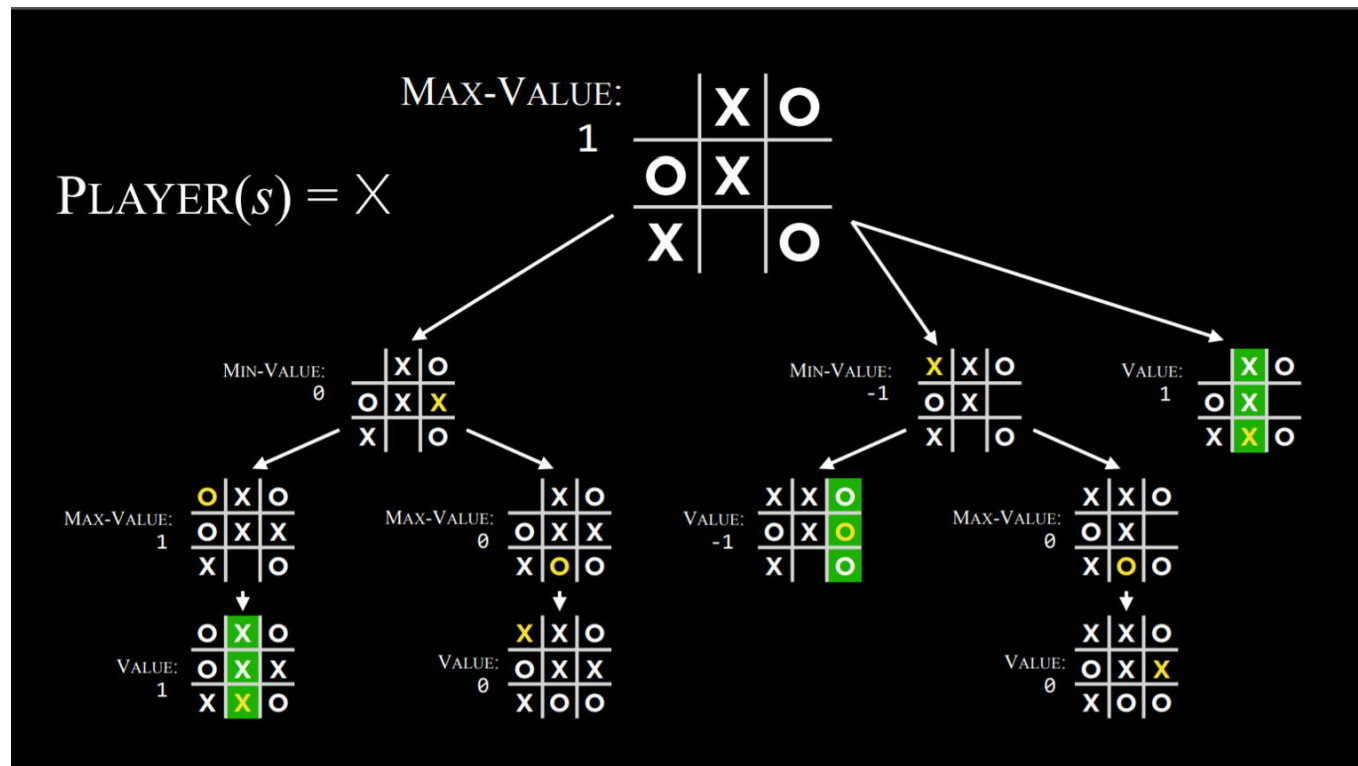 MAX-VALUE:
1
X O
O X
X O
PLAYER(s) = X
MIN-VALUE:
0
X O
O X X
X O
MIN-VALUE:
-1
X X O
O X
X O
VALUE:
1
X O
O X
X X O
MAX-VALUE:
1
O X O
O X X
X O
MAX-VALUE:
0
X O
O X X
X O O
VALUE:
-1
X X O
O X O
X O
MAX-VALUE:
0
X X O
O X
X O O
VALUE:
1
O X O
O X X
X X O
VALUE:
0
X X O
O X X
X O O
VALUE:
0
X X O
O X X
X O O